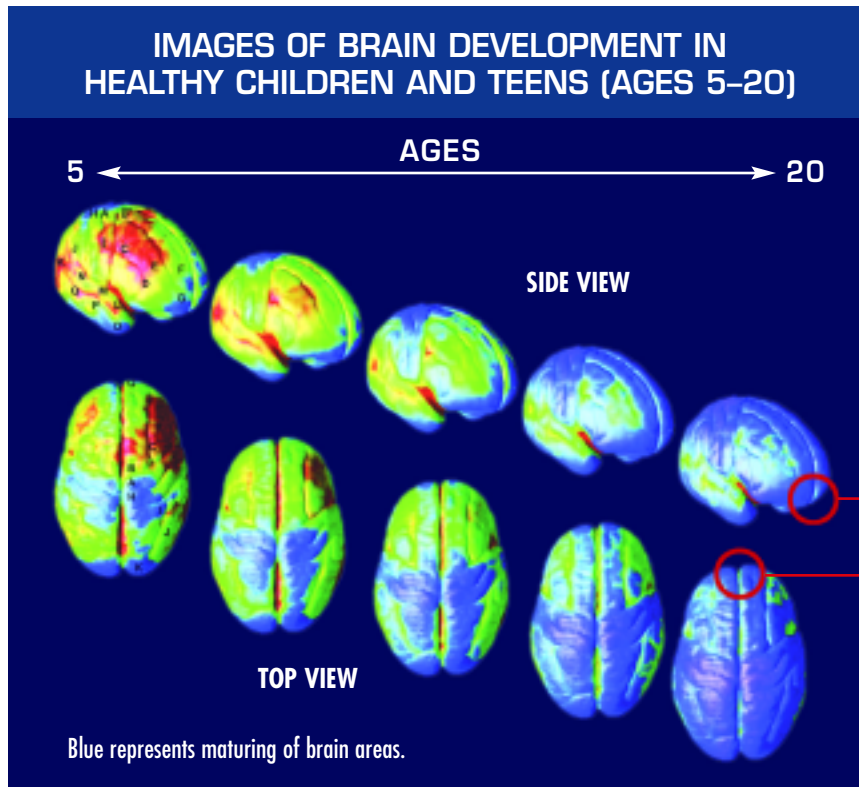 IMAGES OF BRAIN DEVELOPMENT IN
HEALTHY CHILDREN AND TEENS (AGES 5–20)
AGES
5 20
SIDE VIEW
TOP VIEW
Blue represents maturing of brain areas.